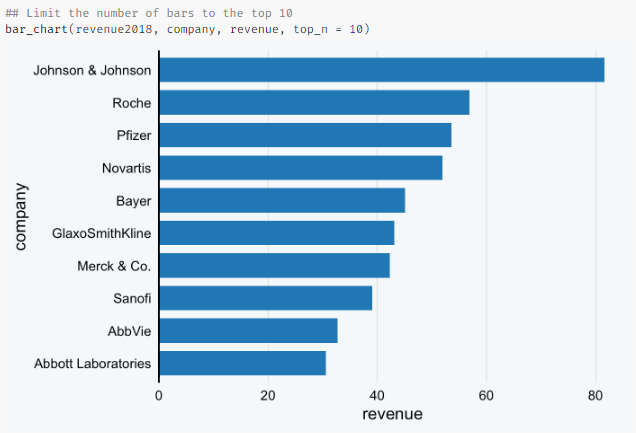 ## Limit the number of bars to the top 10
bar_chart(revenue2018, company, revenue, top_n = 10)
Johnson & Johnson
Roche
Pfizer
Novartis
Bayer
GlaxoSmithKline
Merck & Co.
Sanofi
AbbVie
Abbott Laboratories
company
0 20 40 60 80
revenue